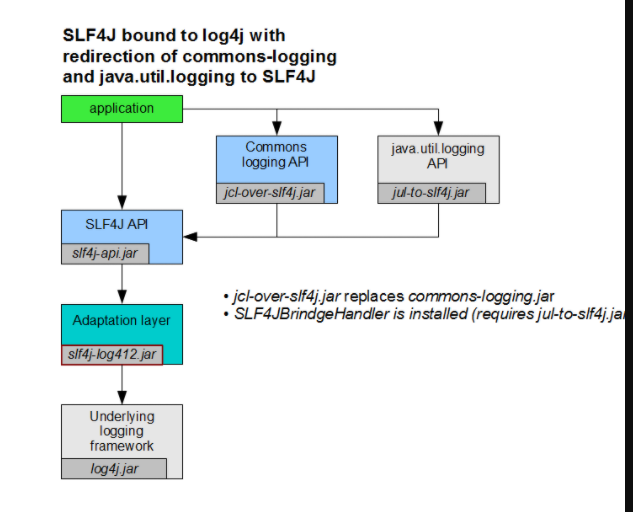 SLF4J bound to log4j with
redirection of commons-logging
and java.util.logging to SLF4J
application
Commons
logging API
jcl-over-slf4j.jar
java.util.logging
API
jul-to-slf4j.jar
SLF4J API
slf4j-api.jar
• jcl-over-slf4j.jar replaces commons-logging.jar
• SLF4JBrindgeHandler is installed (requires jul-to-slf4j.ja
Adaptation layer
slf4j-log412.jar
Underlying
logging
framework
log4j.jar